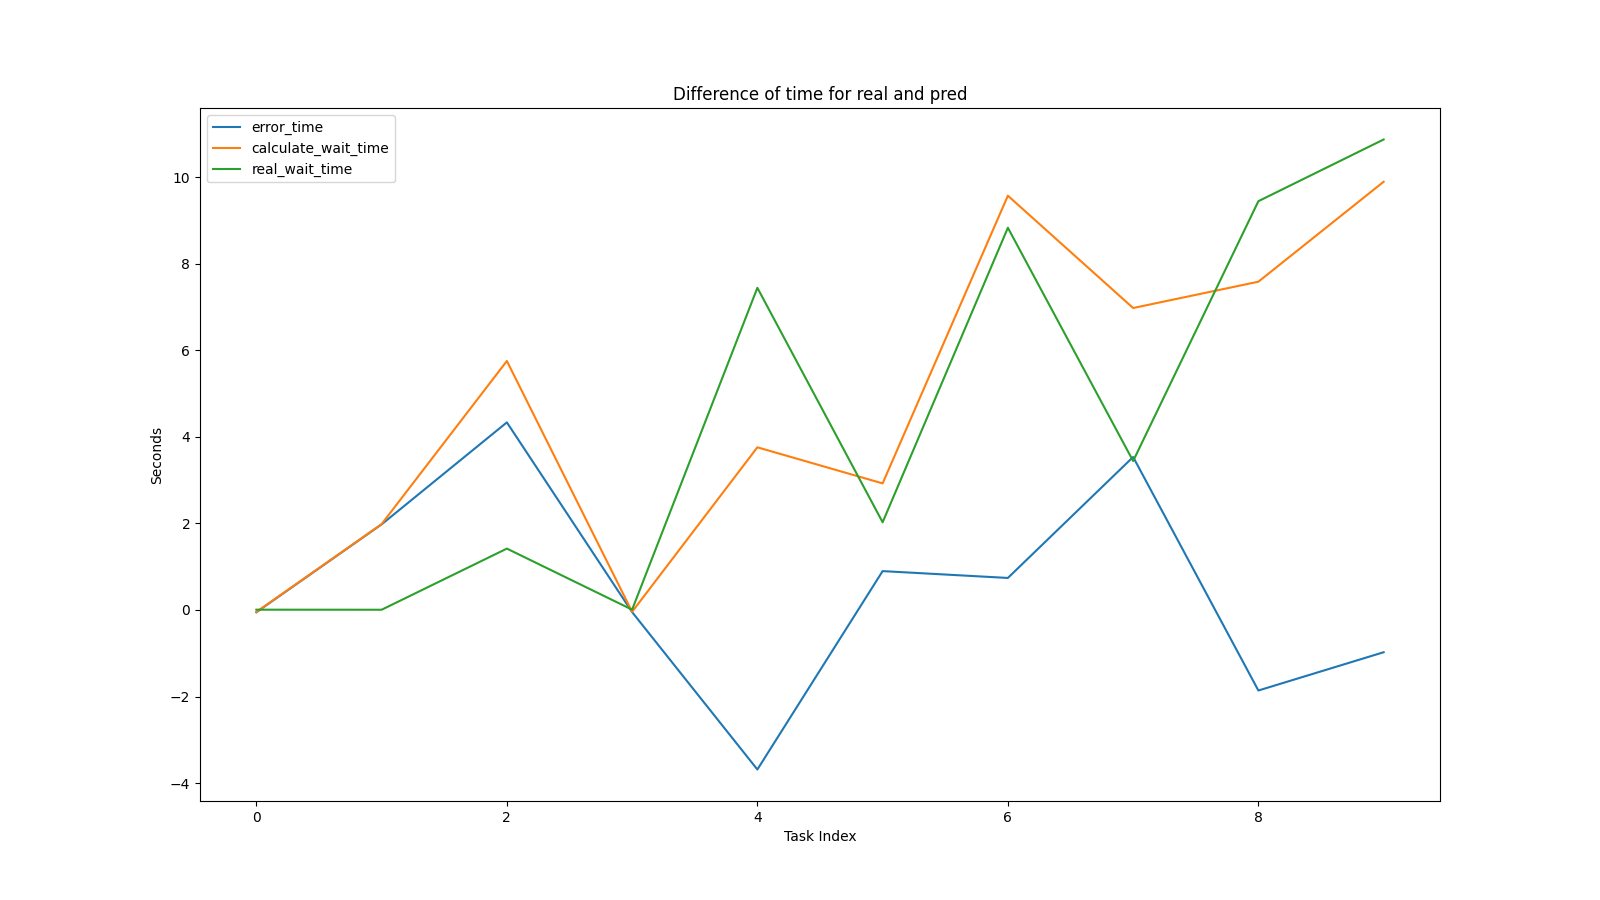 Difference of time for real and pred
error_time
calculate_wait_time
real_wait_time
10
8
6
4
2
0
−2
−4
Seconds
0 2 4 6 8
Task Index